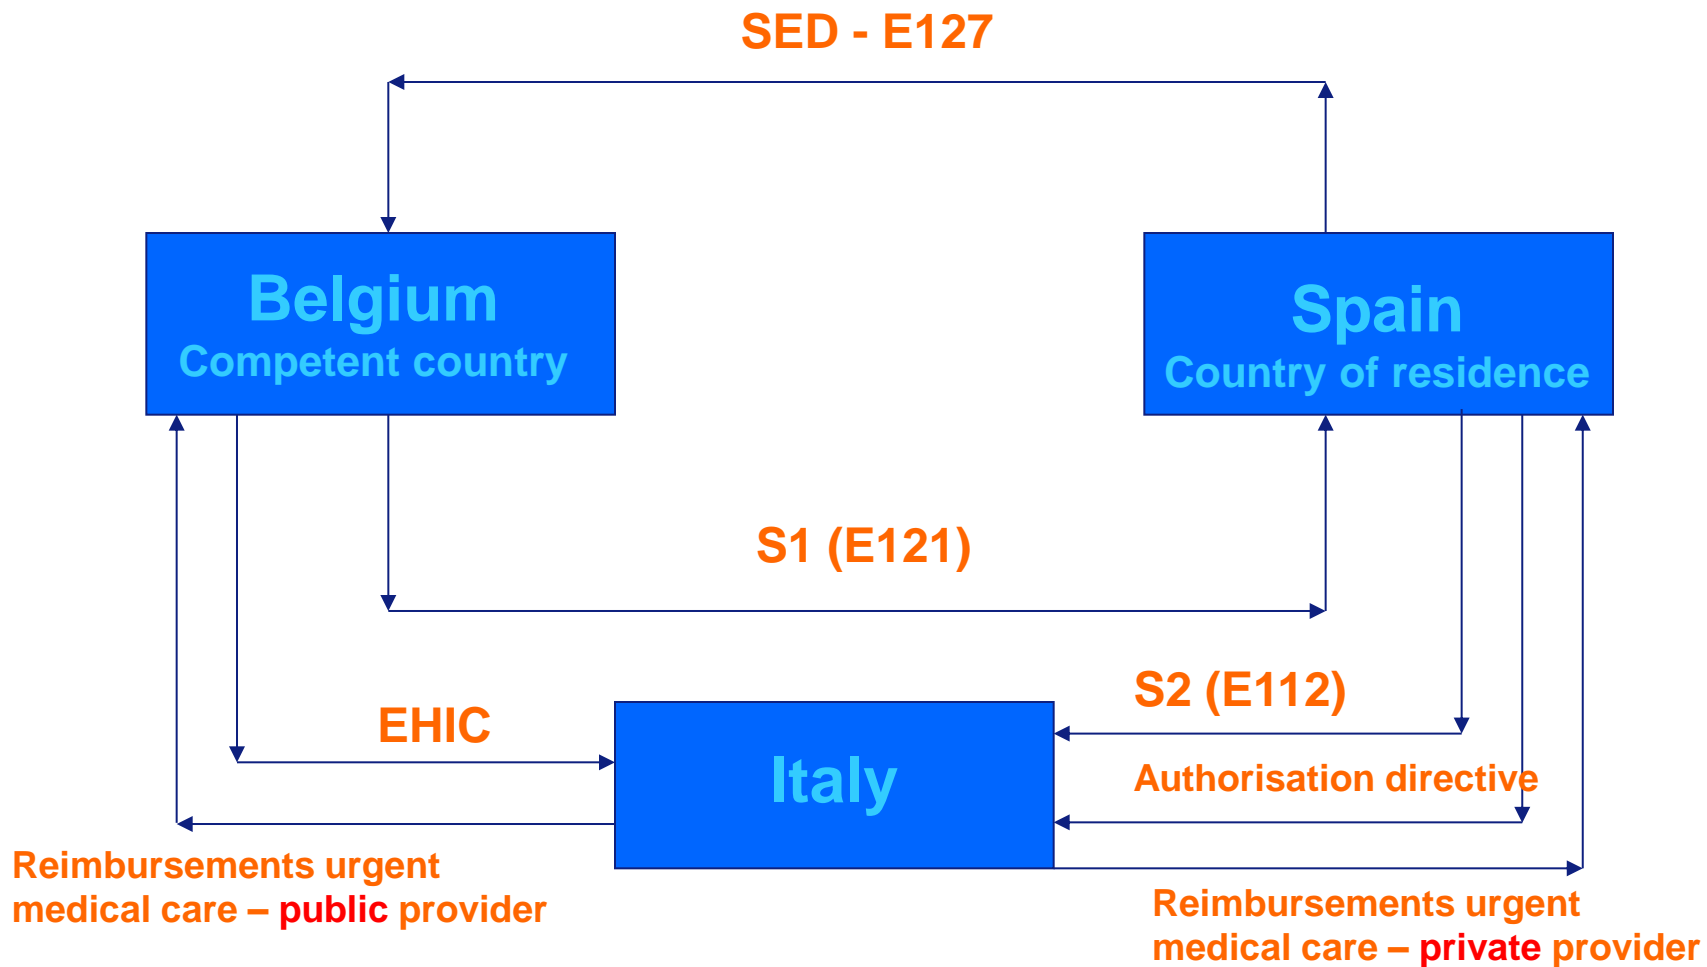 SED - E127
Belgium
Competent country
Spain
Country of residence
S1 (E121)
S2 (E112)
EHIC
Italy
Authorisation directive
Reimbursements urgent
medical care – public provider
Reimbursements urgent
medical care – private provider